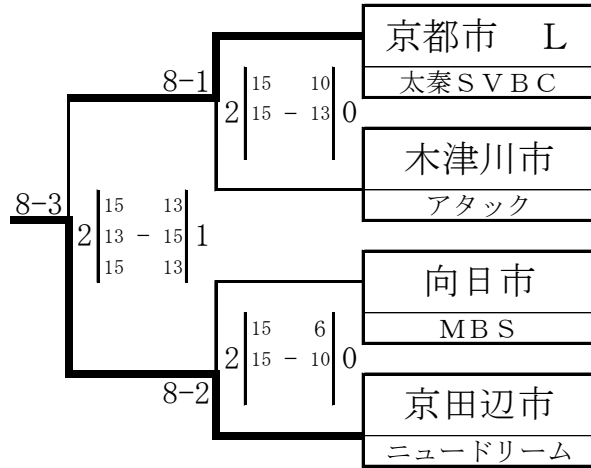 京都市 L
太秦SVBC
8-1
2 15 10 0
15 - 13
木津川市
アタック
8-3
2 15 13 1
13 - 15
15 13
向日市
MBS
2 15 6 0
15 - 10
8-2
京田辺市
ニュードリーム